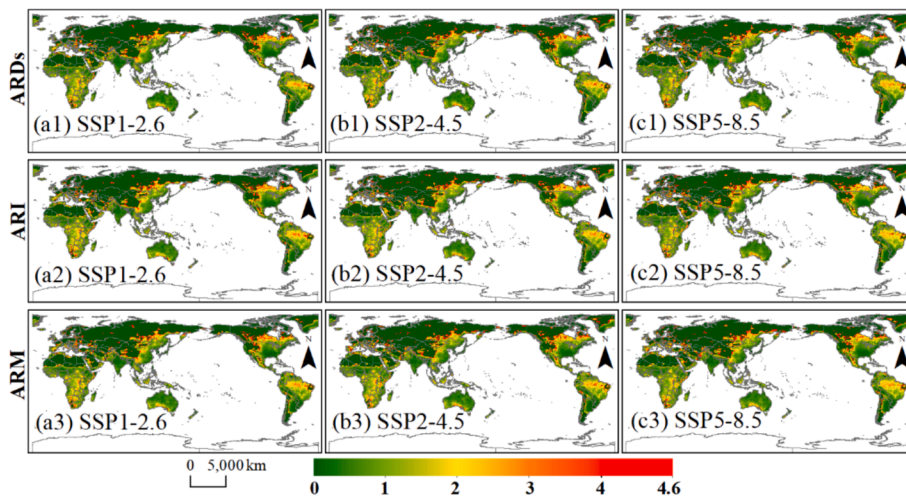 ARDs
(a1) SSP1-2.6
N
(b1) SSP2-4.5
N
(c1) SSP5-8.5
N
ARI
(a2) SSP1-2.6
N
(b2) SSP2-4.5
N
(c2) SSP5-8.5
N
ARM
(a3) SSP1-2.6
N
(b3) SSP2-4.5
N
(c3) SSP5-8.5
N
0 5,000 km
0 1 2 3 4 4.6